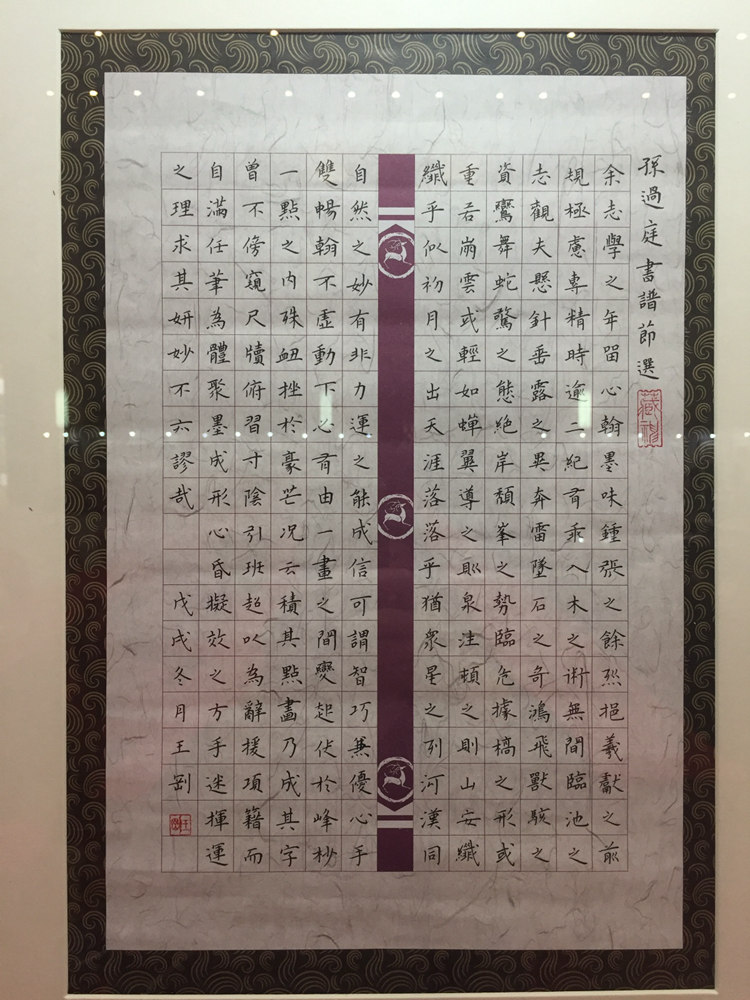 孫過庭書譜節選
余志學之年留心翰墨味鍾張之餘烈挹羲獻之前
規極慮專精時逾二紀有乖入木之術無間臨池之
志觀夫懸針垂露之異奔雷墜石之奇鴻飛獸駭之
資鸞舞蛇驚之態絕岸頹峯之勢臨危據槁之形或
重若崩雲或輕如蟬翼導之則泉注頓之則山安纖
纖乎似初月之出天涯落落乎猶眾星之列河漢同
自然之妙有非力運之能成信可謂智巧兼優心手
雙暢翰不虛動下必有由一畫之間變起伏於峰杪
一點之內殊衄挫於豪芒況云積其點畫乃成其字
曾不傍窺尺牘俯習寸陰引班超以為辭援項籍而
自滿任筆為體聚墨成形心昏擬效之方手迷揮運
之理求其妍妙不亦謬哉 戊戌冬月王剛